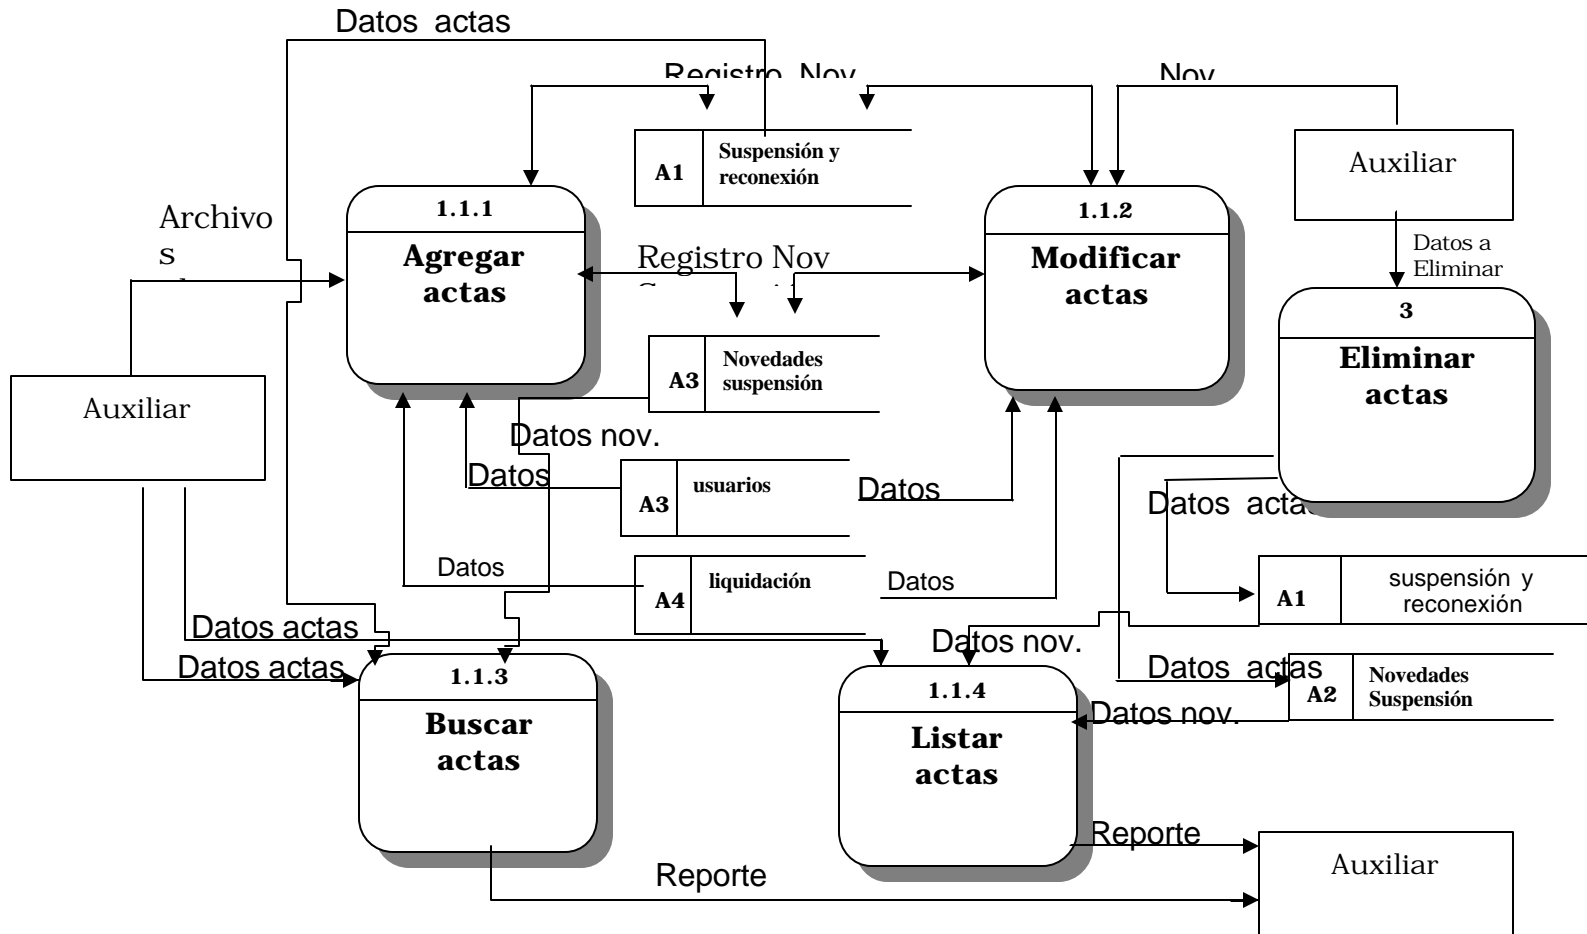 Datos actas
Registro Nov
Nov
A1
Suspensión y
reconexión
Auxiliar
1.1.1
Agregar
actas
1.1.2
Modificar
actas
Archivo
s
Registro Nov
Datos a
Eliminar
3
Eliminar
actas
A3
Novedades
suspensión
Auxiliar
Datos nov.
Datos
A3
usuarios
Datos
Datos actas
Datos
A4
liquidación
Datos
A1
suspensión y
reconexión
Datos actas
Datos nov.
Datos actas
Datos actas
A2
Novedades
Suspensión
1.1.3
Buscar
actas
1.1.4
Listar
actas
Datos nov.
Reporte
Reporte
Auxiliar